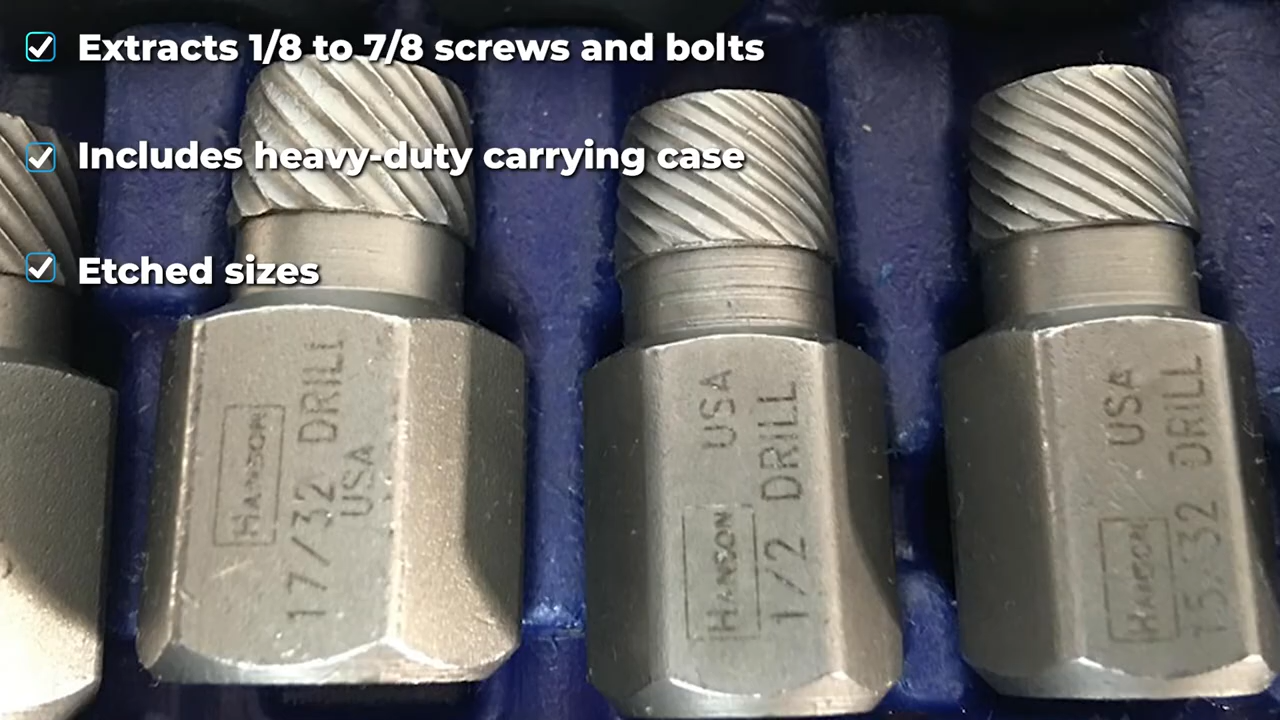 Extracts 1/8 to 7/8 screws and bolts
Includes heavy-duty carrying case
Etched sizes
HANSON
17/32 DRILL
USA
HANSON USA
1/2 DRILL
HANSON USA
15/32 DRILL